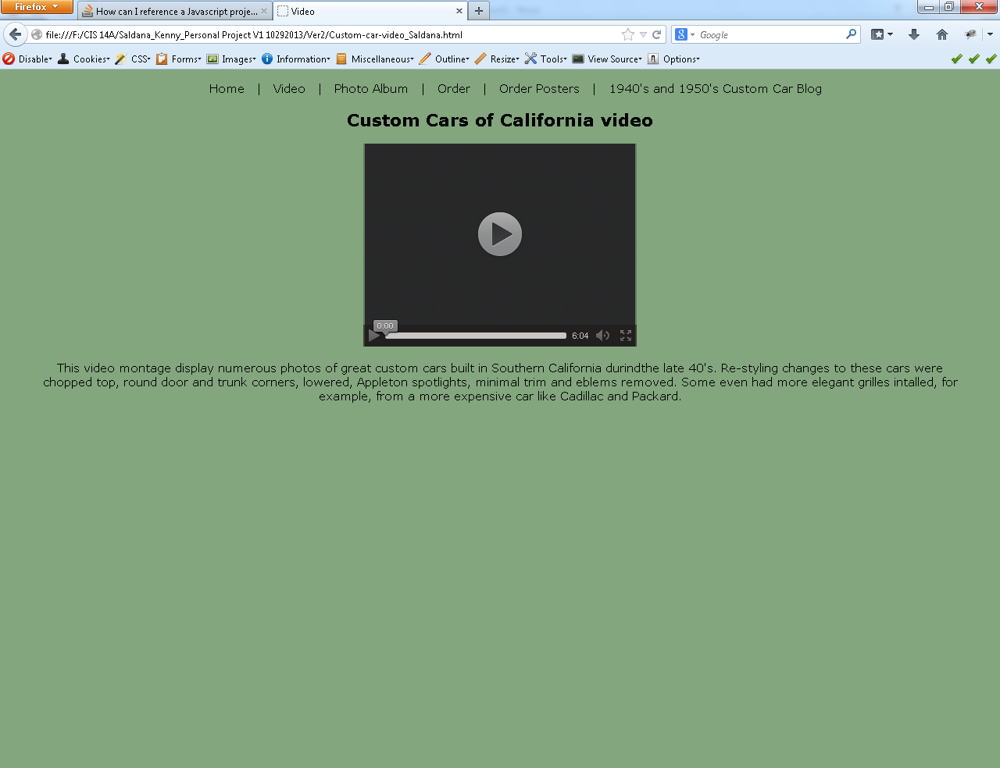 Firefox
How can I reference a Javascript proje...
Video
file:///F:/CIS 14A/Saldana_Kenny_Personal Project V1 10292013/Ver2/Custom-car-video_Saldana.html
Google
Disable Cookies CSS Forms Images Information Miscellaneous Outline Resize Tools View Source Options
Home | Video | Photo Album | Order | Order Posters | 1940's and 1950's Custom Car Blog
Custom Cars of California video
0:00
6:04
This video montage display numerous photos of great custom cars built in Southern California durindthe late 40's. Re-styling changes to these cars were
chopped top, round door and trunk corners, lowered, Appleton spotlights, minimal trim and eblems removed. Some even had more elegant grilles intalled, for
example, from a more expensive car like Cadillac and Packard.